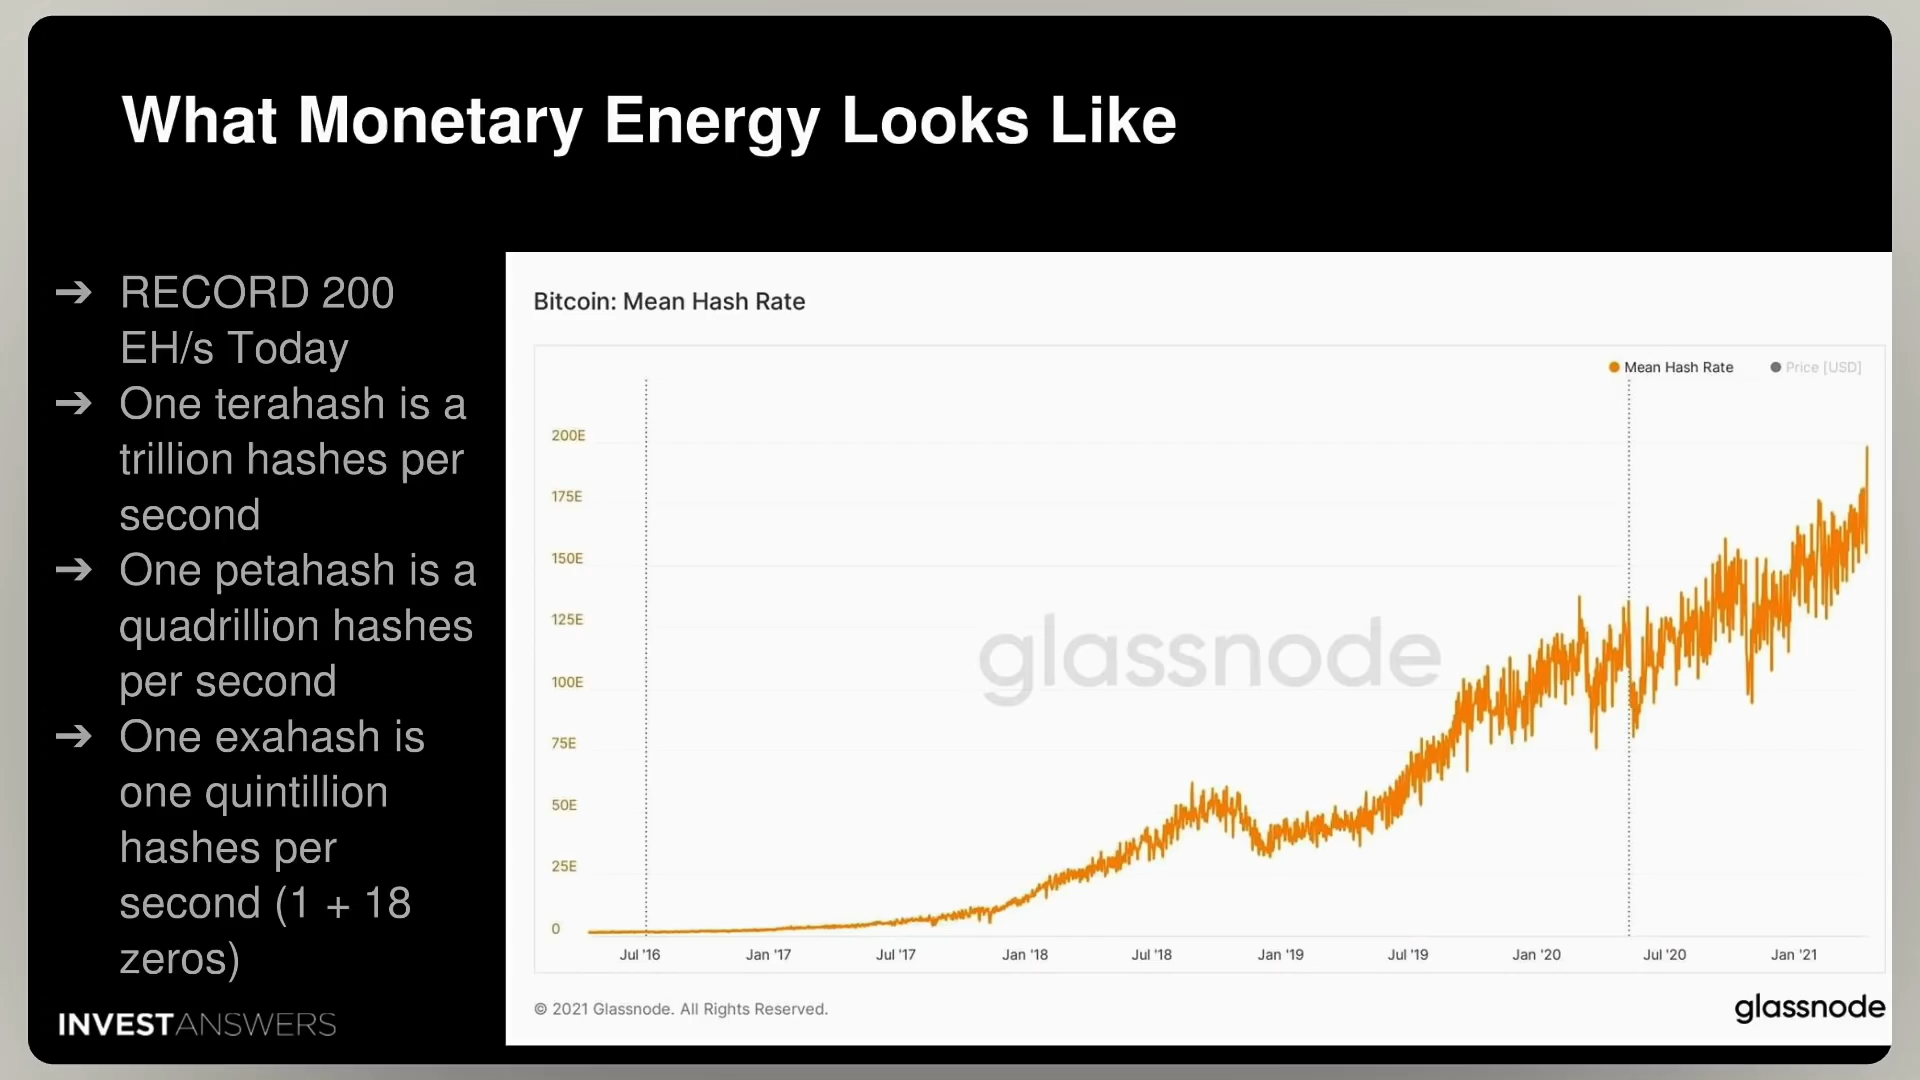 What Monetary Energy Looks Like
➔ RECORD 200
EH/s Today
➔ One terahash is a
trillion hashes per
second
➔ One petahash is a
quadrillion hashes
per second
➔ One exahash is
one quintillion
hashes per
second (1 + 18
zeros)
INVESTANSWERS
Bitcoin: Mean Hash Rate
Mean Hash Rate
Price [USD]
200E
175E
150E
125E
100E
75E
50E
25E
0
glassnode
Jul '16
Jan '17
Jul '17
Jan '18
Jul '18
Jan '19
Jul '19
Jan '20
Jul '20
Jan '21
© 2021 Glassnode. All Rights Reserved.
glassnode